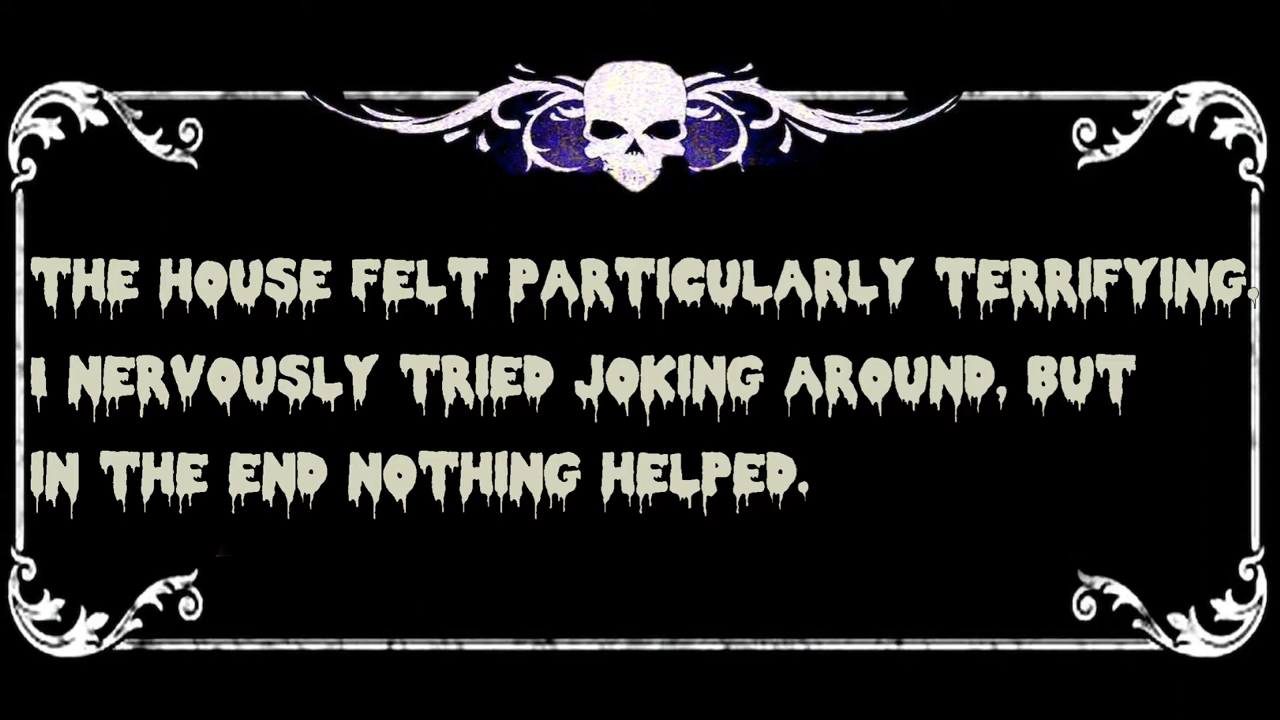 THE HOUSE FELT PARTICULARLY TERRIFYING.
I NERVOUSLY TRIED JOKING AROUND, BUT
IN THE END NOTHING HELPED.